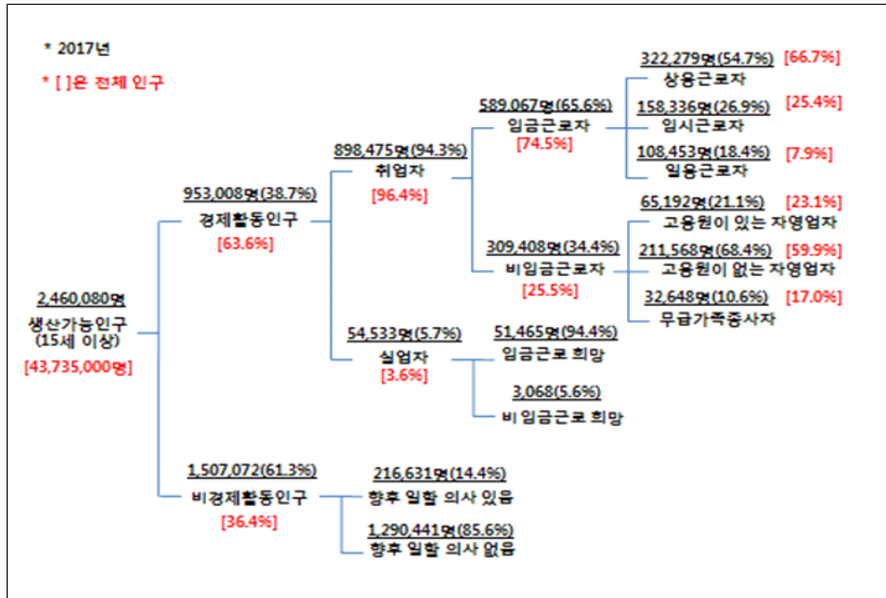 * 2017년
* [ ]은 전체 인구
2,460,080명
생산가능인구
(15세 이상)
[43,735,000명]
953,008명(38.7%)
경제활동인구
[63.6%]
898,475명(94.3%)
취업자
[96.4%]
589,067명(65.6%)
임금근로자
[74.5%]
322,279명(54.7%) [66.7%]
상용근로자
158,336명(26.9%) [25.4%]
임시근로자
108,453명(18.4%) [7.9%]
일용근로자
309,408명(34.4%)
비임금근로자
[25.5%]
65,192명(21.1%) [23.1%]
고용원이 있는 자영업자
211,568명(68.4%) [59.9%]
고용원이 없는 자영업자
32,648명(10.6%) [17.0%]
무급가족종사자
54,533명(5.7%)
실업자
[3.6%]
51,465명(94.4%)
임금근로 희망
3,068(5.6%)
비임금근로 희망
1,507,072(61.3%)
비경제활동인구
[36.4%]
216,631명(14.4%)
향후 일할 의사 있음
1,290,441명(85.6%)
향후 일할 의사 없음